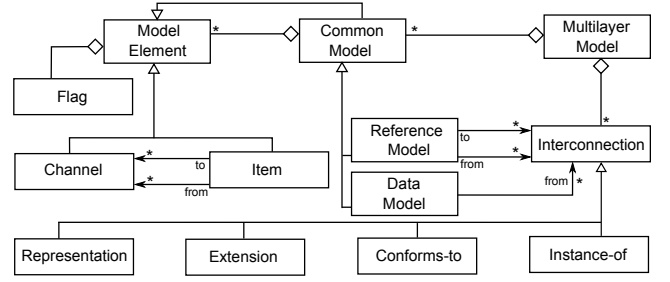 Model
Element
*
Common
Model
*
Multilayer
Model
Flag
*
Reference
Model
to
*
from
*
Interconnection
Channel
*
to
*
from
Item
Data
Model
from
*
Representation
Extension
Conforms-to
Instance-of